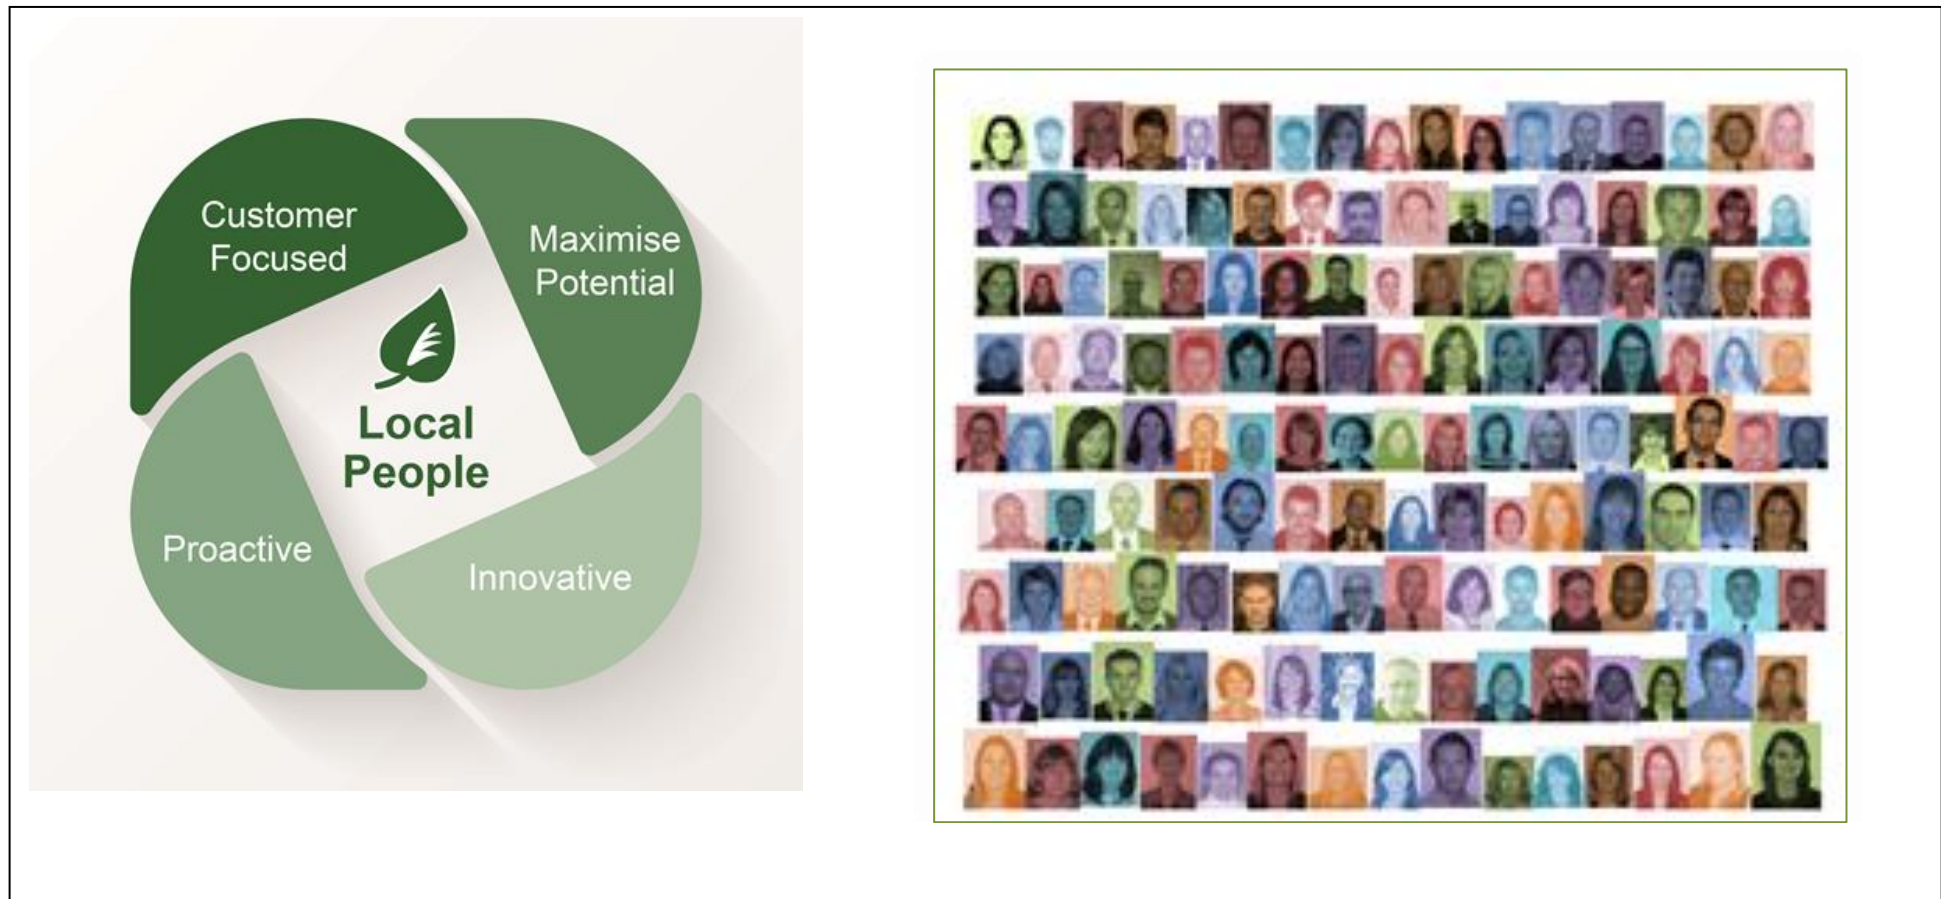 Customer
Focused
Maximise
Potential
Local
People
Proactive
Innovative